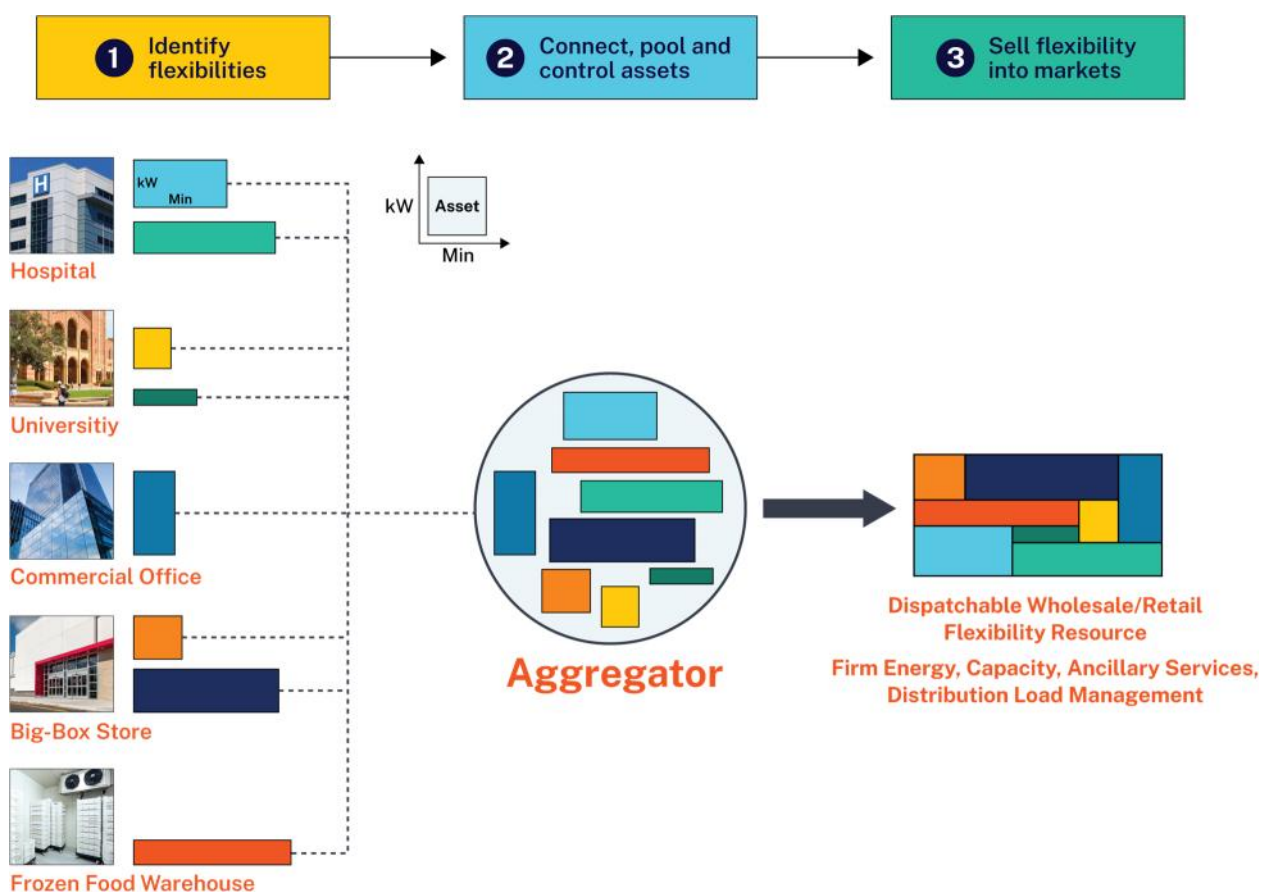 1 Identify
flexibilities
2 Connect, pool and
control assets
3 Sell flexibility
into markets
H
kW
Min
Hospital
kW
Asset
Min
Universitiy
Commercial Office
Big-Box Store
Frozen Food Warehouse
Aggregator
Dispatchable Wholesale/Retail
Flexibility Resource
Firm Energy, Capacity, Ancillary Services,
Distribution Load Management